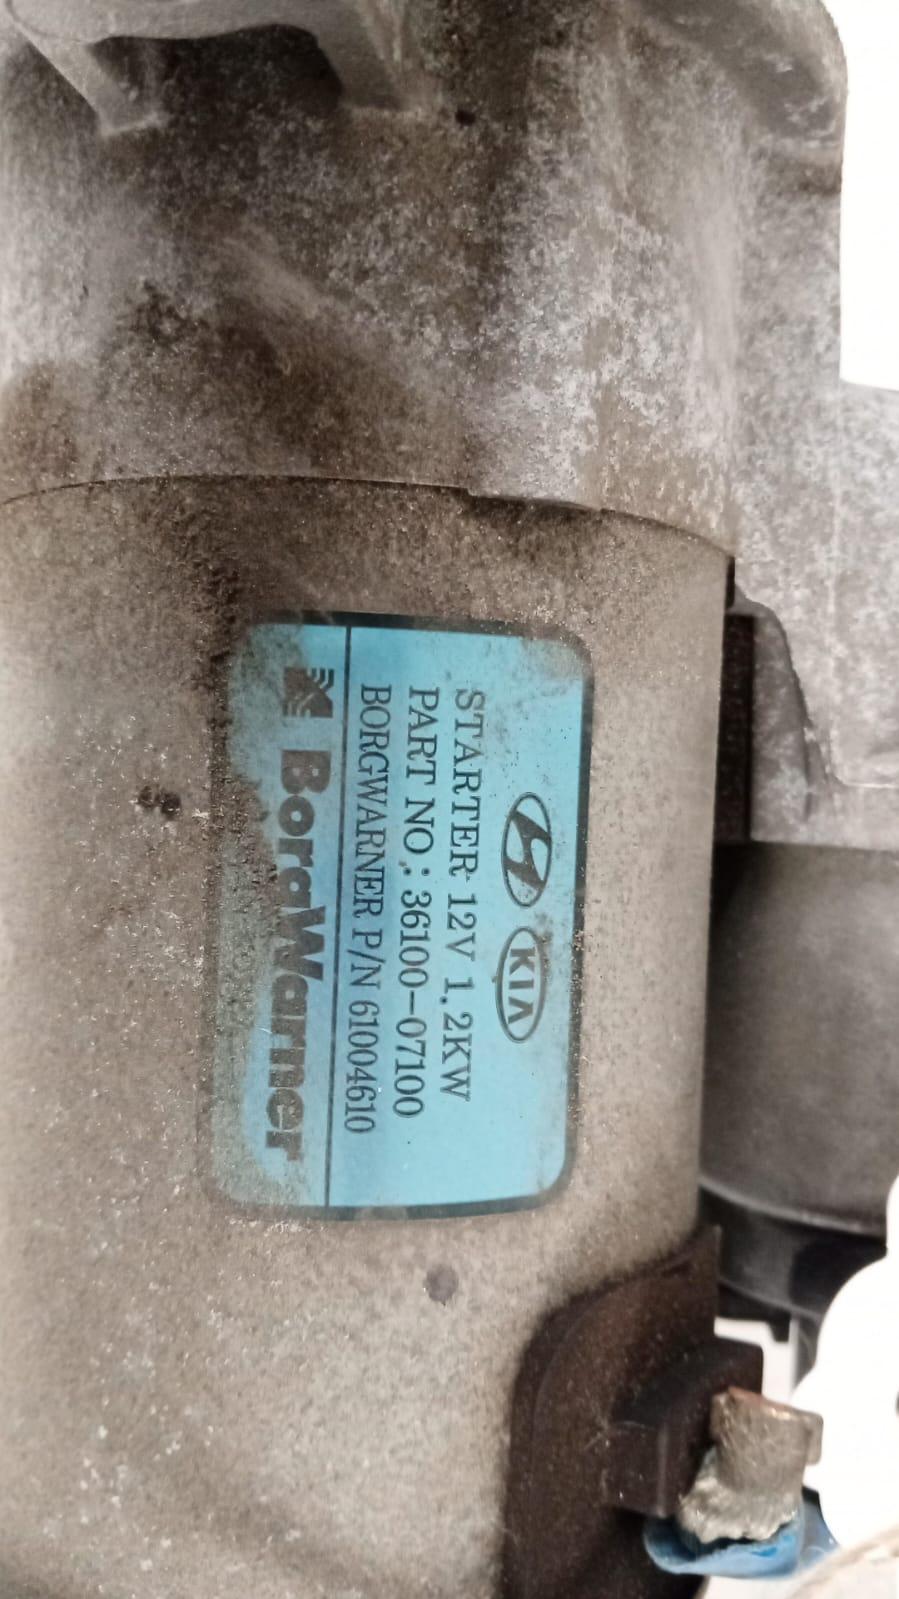 KIA
STARTER 12V 1.2KW
PART NO.: 36100-07100
BORGWARNER P/N 61004610
BorgWarner